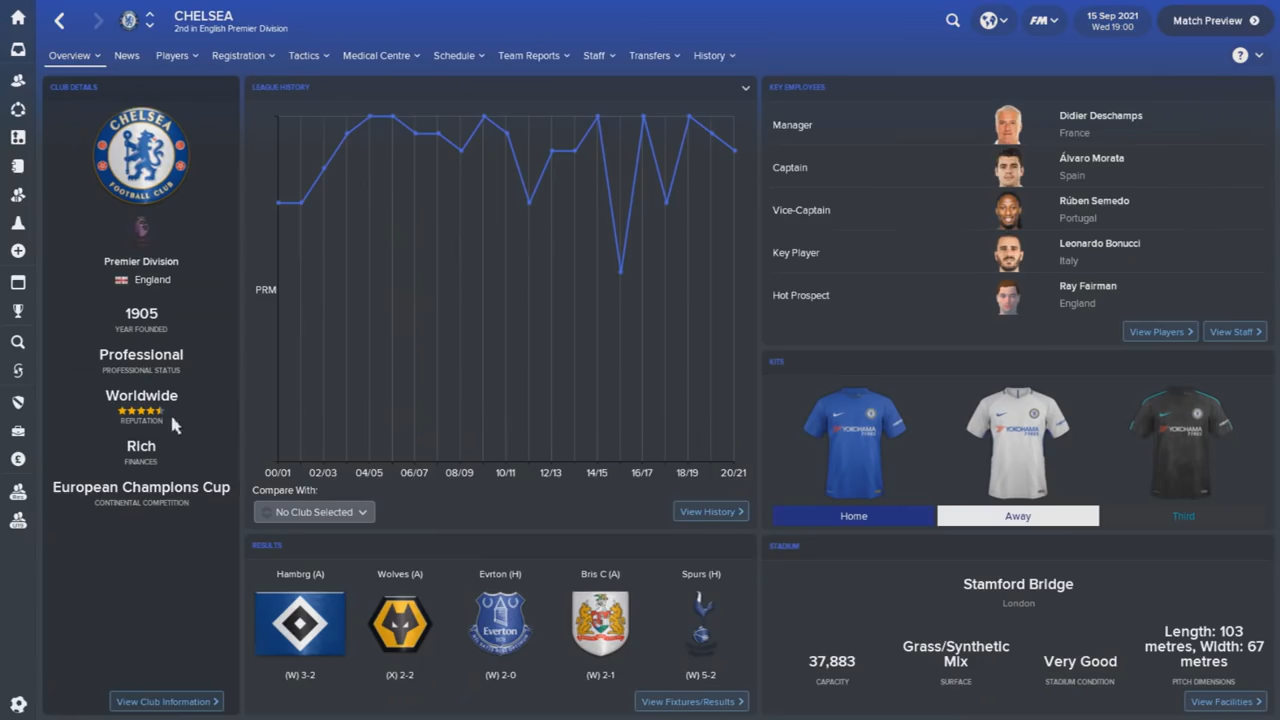 CHELSEA
2nd in English Premier Division
FM
15 Sep 2021
Wed 19:00
Match Preview
Overview
News
Players
Registration
Tactics
Medical Centre
Schedule
Team Reports
Staff
Transfers
History
?
CLUB DETAILS
CHELSEA
FOOTBALL CLUB
Premier Division
England
1905
YEAR FOUNDED
Professional
PROFESSIONAL STATUS
Worldwide
REPUTATION
Rich
FINANCES
European Champions Cup
CONTINENTAL COMPETITION
View Club Information
LEAGUE HISTORY
PRM
00/01 02/03 04/05 06/07 08/09 10/11 12/13 14/15 16/17 18/19 20/21
Compare With:
No Club Selected
View History
RESULTS
Hambrg (A) Wolves (A) Evrton (H) Bris C (A) Spurs (H)
Everton
(W) 3-2 (X) 2-2 (W) 2-0 (W) 2-1 (W) 5-2
View Fixtures/Results
KEY EMPLOYEES
Manager
Didier Deschamps
France
Captain
Álvaro Morata
Spain
Vice-Captain
Rúben Semedo
Portugal
Key Player
Leonardo Bonucci
Italy
Hot Prospect
Ray Fairman
England
View Players
View Staff
KITS
YOKOHAMA
TYRES
YOKOHAMA
TYRES
YOKOHAMA
TYRES
Home
Away
Third
STADIUM
Stamford Bridge
London
37,883
CAPACITY
Grass/Synthetic
Mix
SURFACE
Very Good
STADIUM CONDITION
Length: 103
metres, Width: 67
metres
PITCH DIMENSIONS
View Facilities